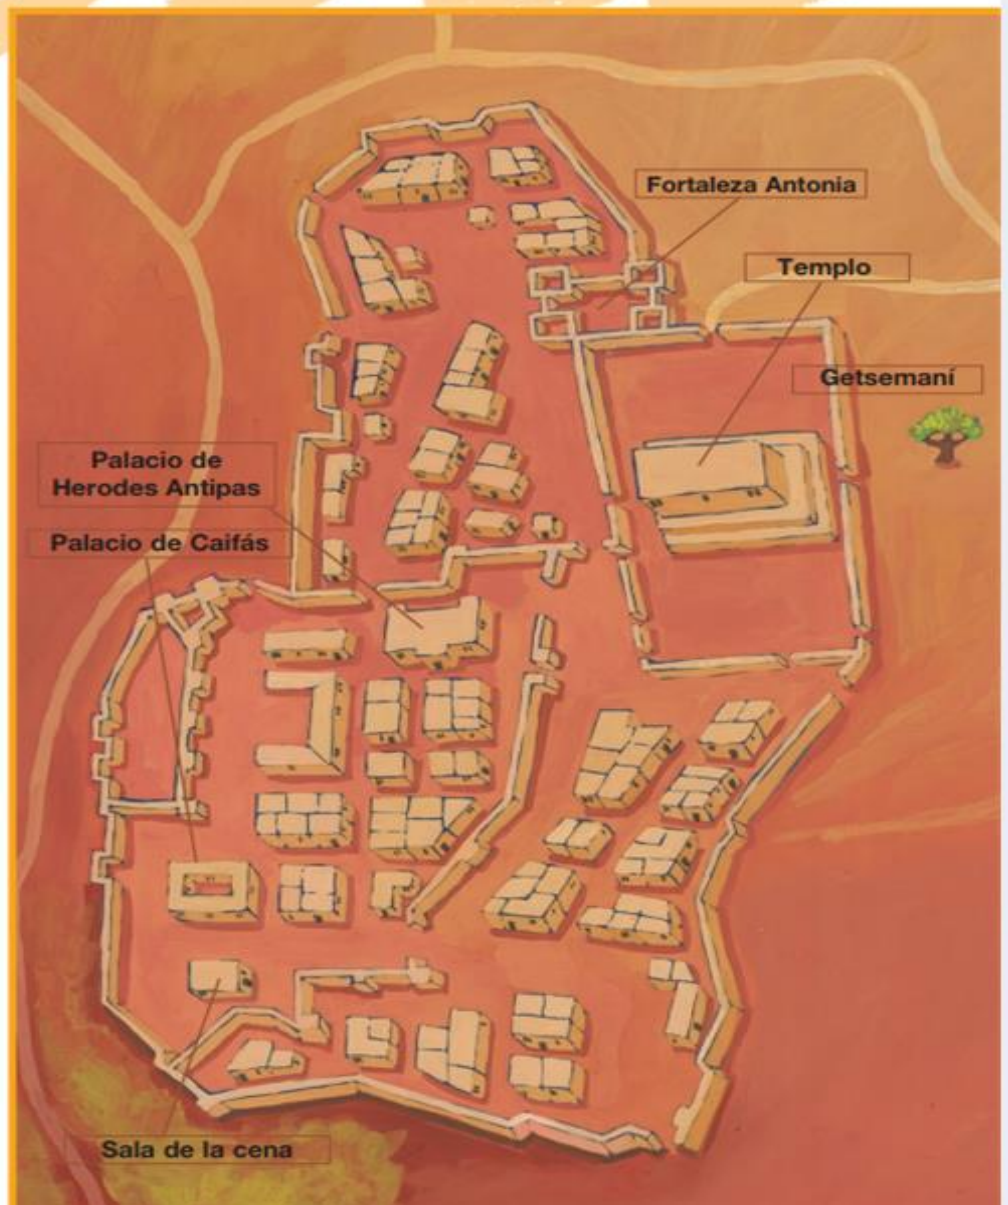 Fortaleza Antonia
Templo
Getsemaní
Palacio de
Herodes Antipas
Palacio de Caifás
Sala de la cena